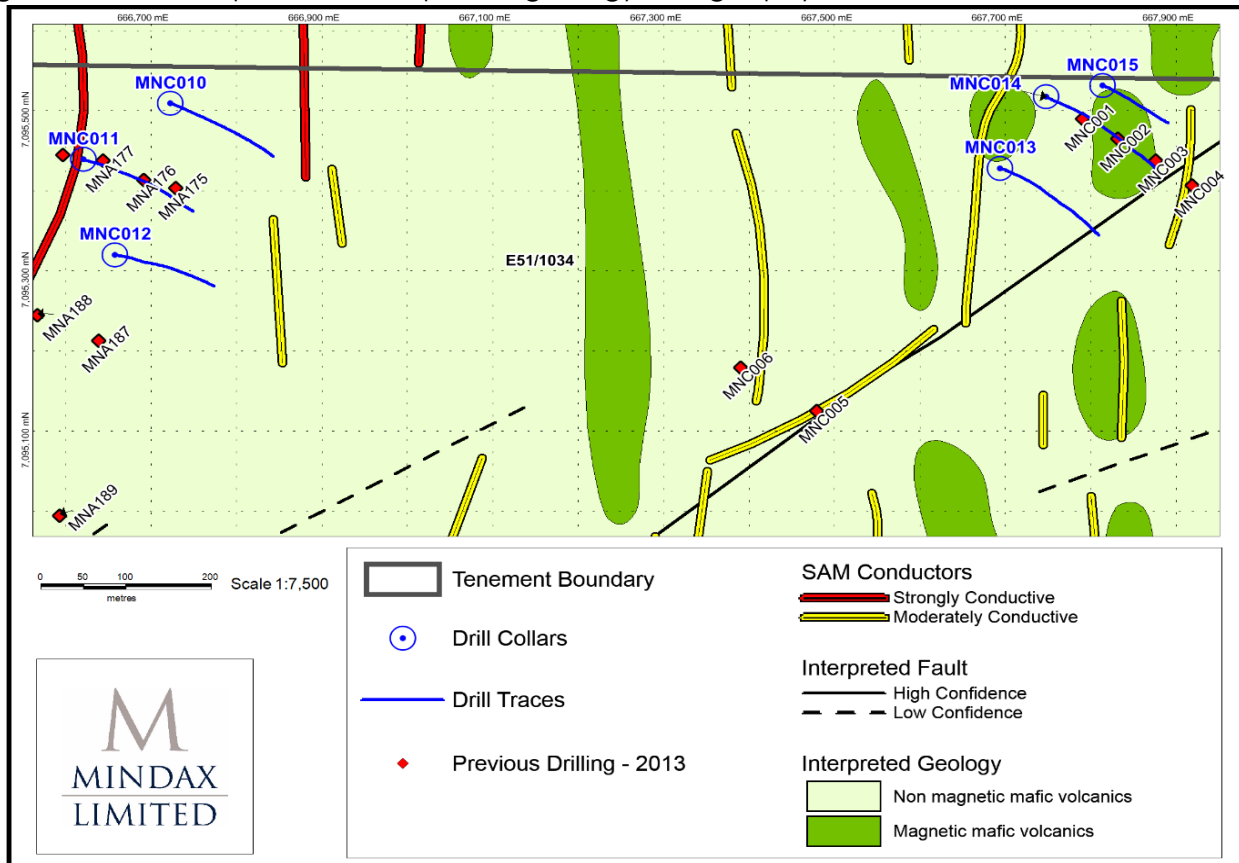 666,700 mE
666,900 mE
667,100 mE
667,300 mE
667,500 mE
667,700 mE
667,900 mE
7,095,500 mN
7,095,300 mN
7,095,100 mN
MNC010
MNC011
MNC012
MNC013
MNC014
MNC015
MNA177
MNA176
MNA175
MNA188
MNA187
MNA189
MNC001
MNC002
MNC003
MNC004
MNC005
MNC006
E51/1034
0 50 100 200
metres
Scale 1:7,500
M
MINDAX
LIMITED
Tenement Boundary
Drill Collars
Drill Traces
Previous Drilling - 2013
SAM Conductors
Strongly Conductive
Moderately Conductive
Interpreted Fault
High Confidence
Low Confidence
Interpreted Geology
Non magnetic mafic volcanics
Magnetic mafic volcanics